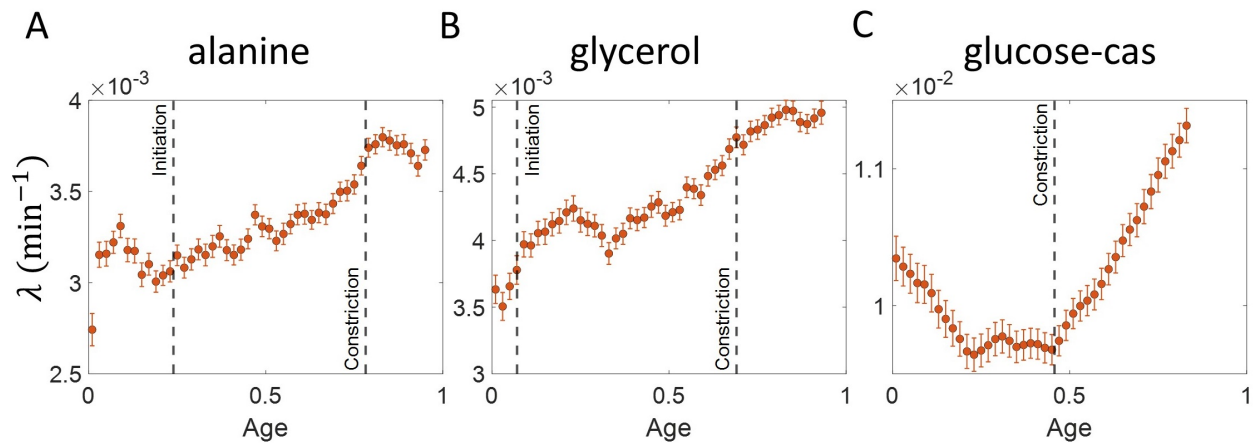 A
alanine
×10⁻³
4
3.5
3
2.5
λ (min⁻¹)
Initiation
Constriction
0
0.5
1
Age
B
glycerol
×10⁻³
5
4.5
4
3.5
3
Initiation
Constriction
0
0.5
1
Age
C
glucose-cas
×10⁻²
1.1
1
Constriction
0
0.5
1
Age